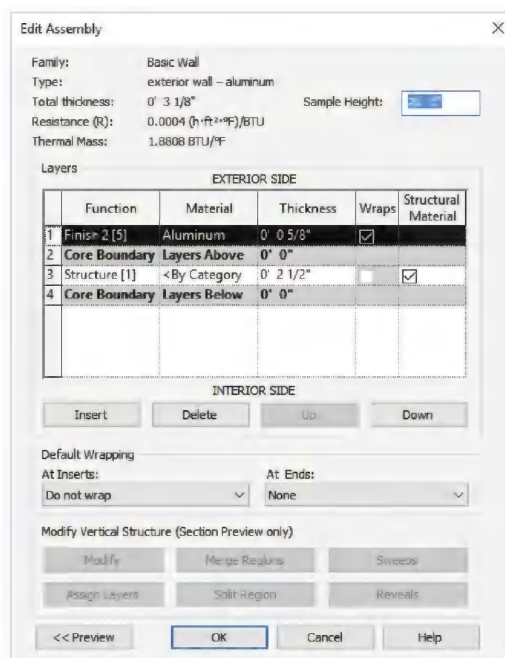 Edit Assembly
Family: Basic Wall
Type: exterior wall – aluminum
Total thickness: 0' 3 1/8" Sample Height:
Resistance (R): 0.0004 (h·ft²·°F)/BTU
Thermal Mass: 1.8808 BTU/°F
Layers
EXTERIOR SIDE
Function Material Thickness Wraps Structural Material
1 Finish 2 [5] Aluminum 0' 0 5/8"
2 Core Boundary Layers Above 0' 0"
3 Structure [1] <By Category 0' 2 1/2"
4 Core Boundary Layers Below 0' 0"
INTERIOR SIDE
Insert Delete Up Down
Default Wrapping
At Inserts: At Ends:
Do not wrap None
Modify Vertical Structure (Section Preview only)
Modify Merge Regions Sweeps
Assign Layers Split Region Reveals
<< Preview OK Cancel Help